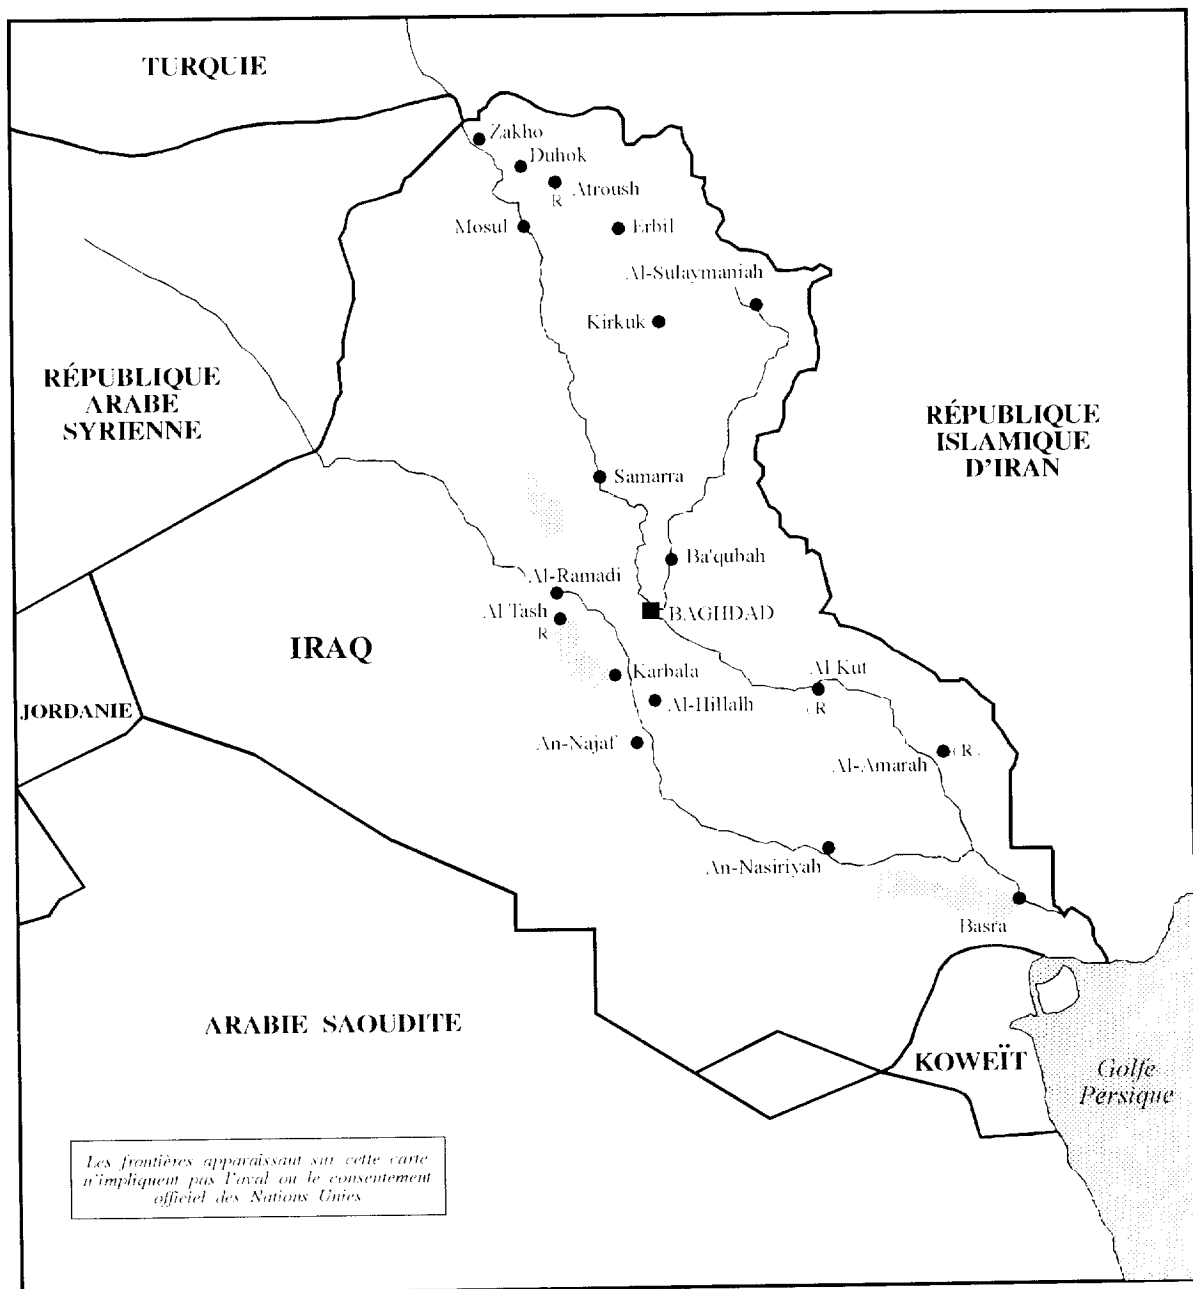 TURQUIE
Zakho
Duhok
Atroush
R
Mosul
Erbil
Al-Sulaymaniah
Kirkuk
RÉPUBLIQUE
ARABE
SYRIENNE
RÉPUBLIQUE
ISLAMIQUE
D'IRAN
Samarra
Ba'qubah
Al-Ramadi
Al Tash
R
BAGHDAD
IRAQ
Karbala
Al Kut
(R
Al-Hillalh
JORDANIE
An-Najaf
(R)
Al-Amarah
An-Nasiriyah
Basra
ARABIE SAOUDITE
KOWEÏT
Golfe
Persique
Les frontières apparaissaut sur cette carte
n'impliquent pas l'aval ou le consentement
officiel des Nations Unies